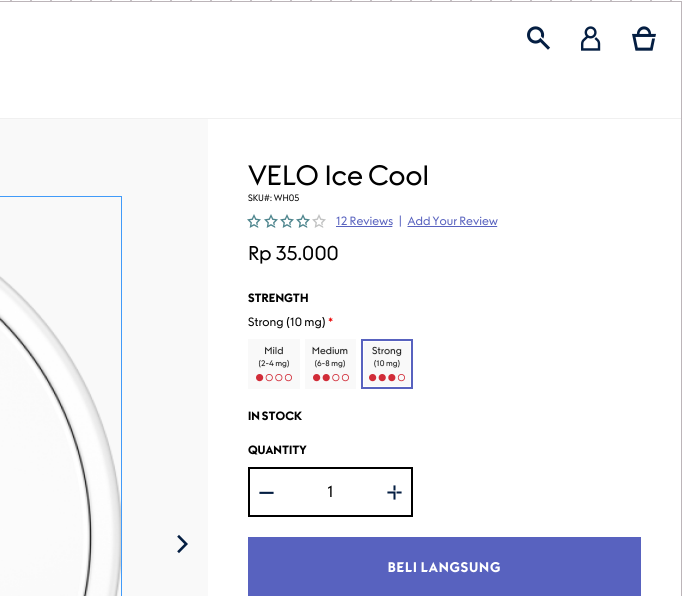 VELO Ice Cool
SKU#: WH05
12 Reviews | Add Your Review
Rp 35.000
STRENGTH
Strong (10 mg) *
Mild
(2-4 mg)
Medium
(6-8 mg)
Strong
(10 mg)
IN STOCK
QUANTITY
1
BELI LANGSUNG